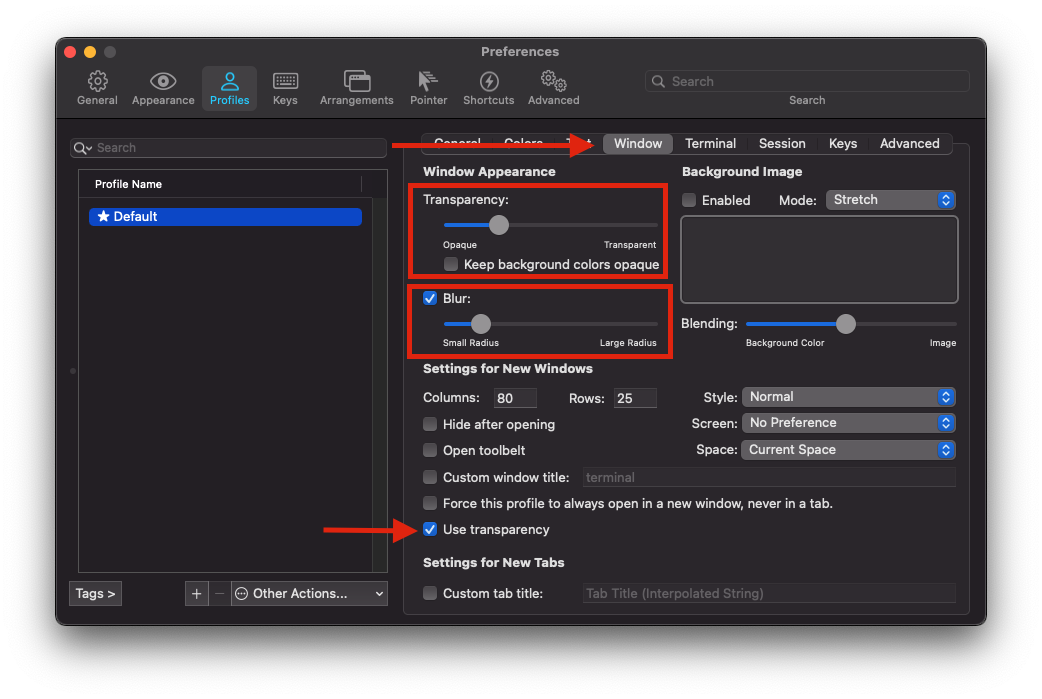 Preferences
General Appearance Profiles Keys Arrangements Pointer Shortcuts Advanced
Search
Search
Search
Profile Name
Default
Tags >
+ − Other Actions...
General Colors Text Window Terminal Session Keys Advanced
Window Appearance
Transparency:
Opaque Transparent
Keep background colors opaque
Blur:
Small Radius Large Radius
Background Image
Enabled Mode: Stretch
Blending:
Background Color Image
Settings for New Windows
Columns: 80 Rows: 25 Style: Normal
Hide after opening Screen: No Preference
Open toolbelt Space: Current Space
Custom window title: terminal
Force this profile to always open in a new window, never in a tab.
Use transparency
Settings for New Tabs
Custom tab title: Tab Title (Interpolated String)